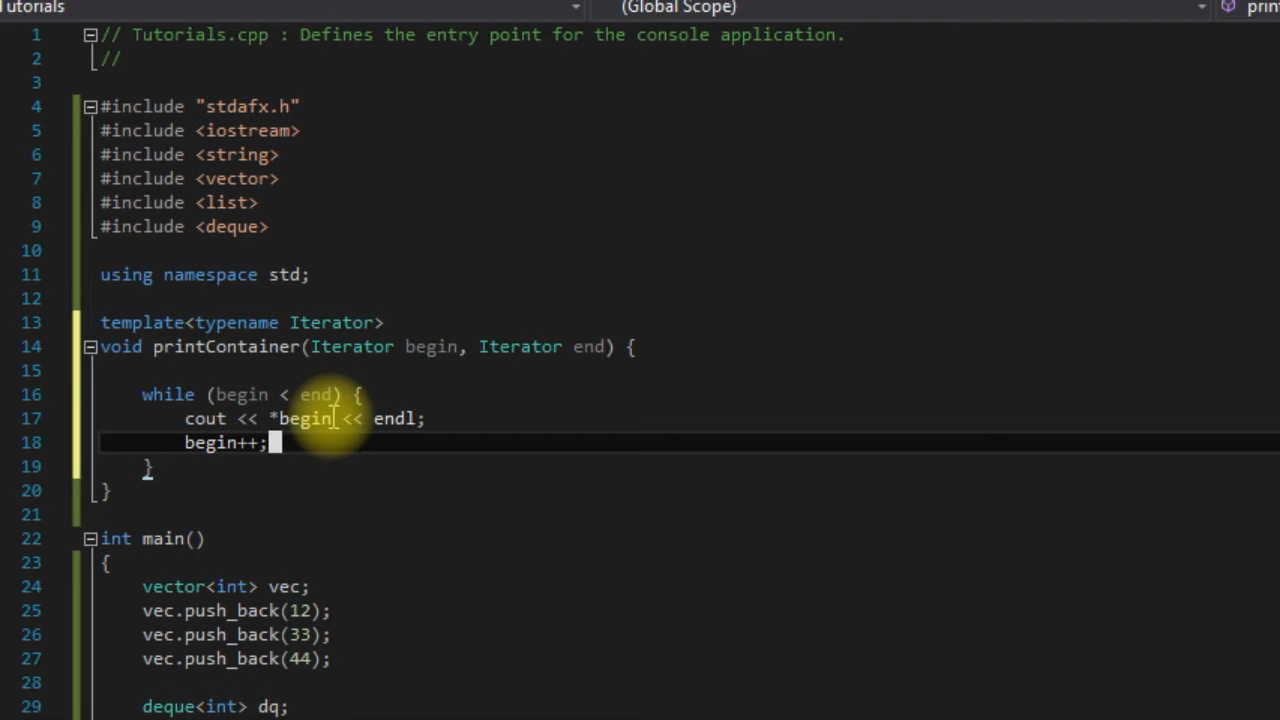 utorials (Global Scope) prin
1 // Tutorials.cpp : Defines the entry point for the console application.
2 //
3
4 #include "stdafx.h"
5 #include <iostream>
6 #include <string>
7 #include <vector>
8 #include <list>
9 #include <deque>
10
11 using namespace std;
12
13 template<typename Iterator>
14 void printContainer(Iterator begin, Iterator end) {
15
16 while (begin < end) {
17 cout << *begin << endl;
18 begin++;
19 }
20 }
21
22 int main()
23 {
24 vector<int> vec;
25 vec.push_back(12);
26 vec.push_back(33);
27 vec.push_back(44);
28
29 deque<int> dq;